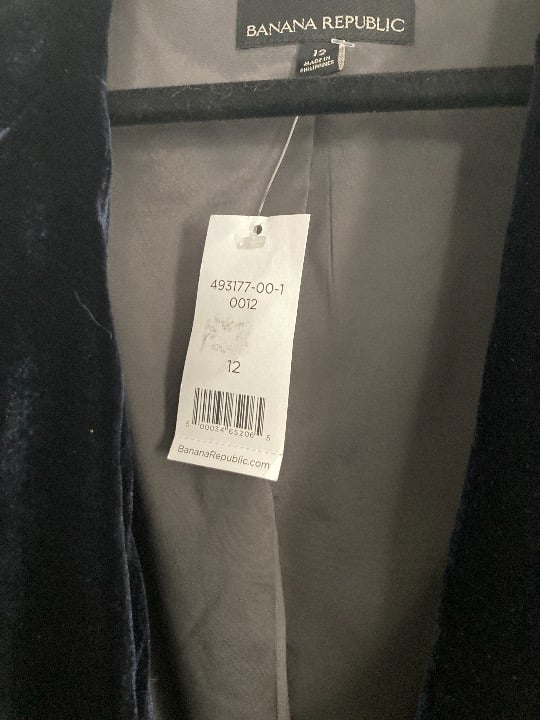 BANANA REPUBLIC
12
MADE IN
PHILIPPINES
493177-00-1
0012
12
5 00034 65206 5
BananaRepublic.com